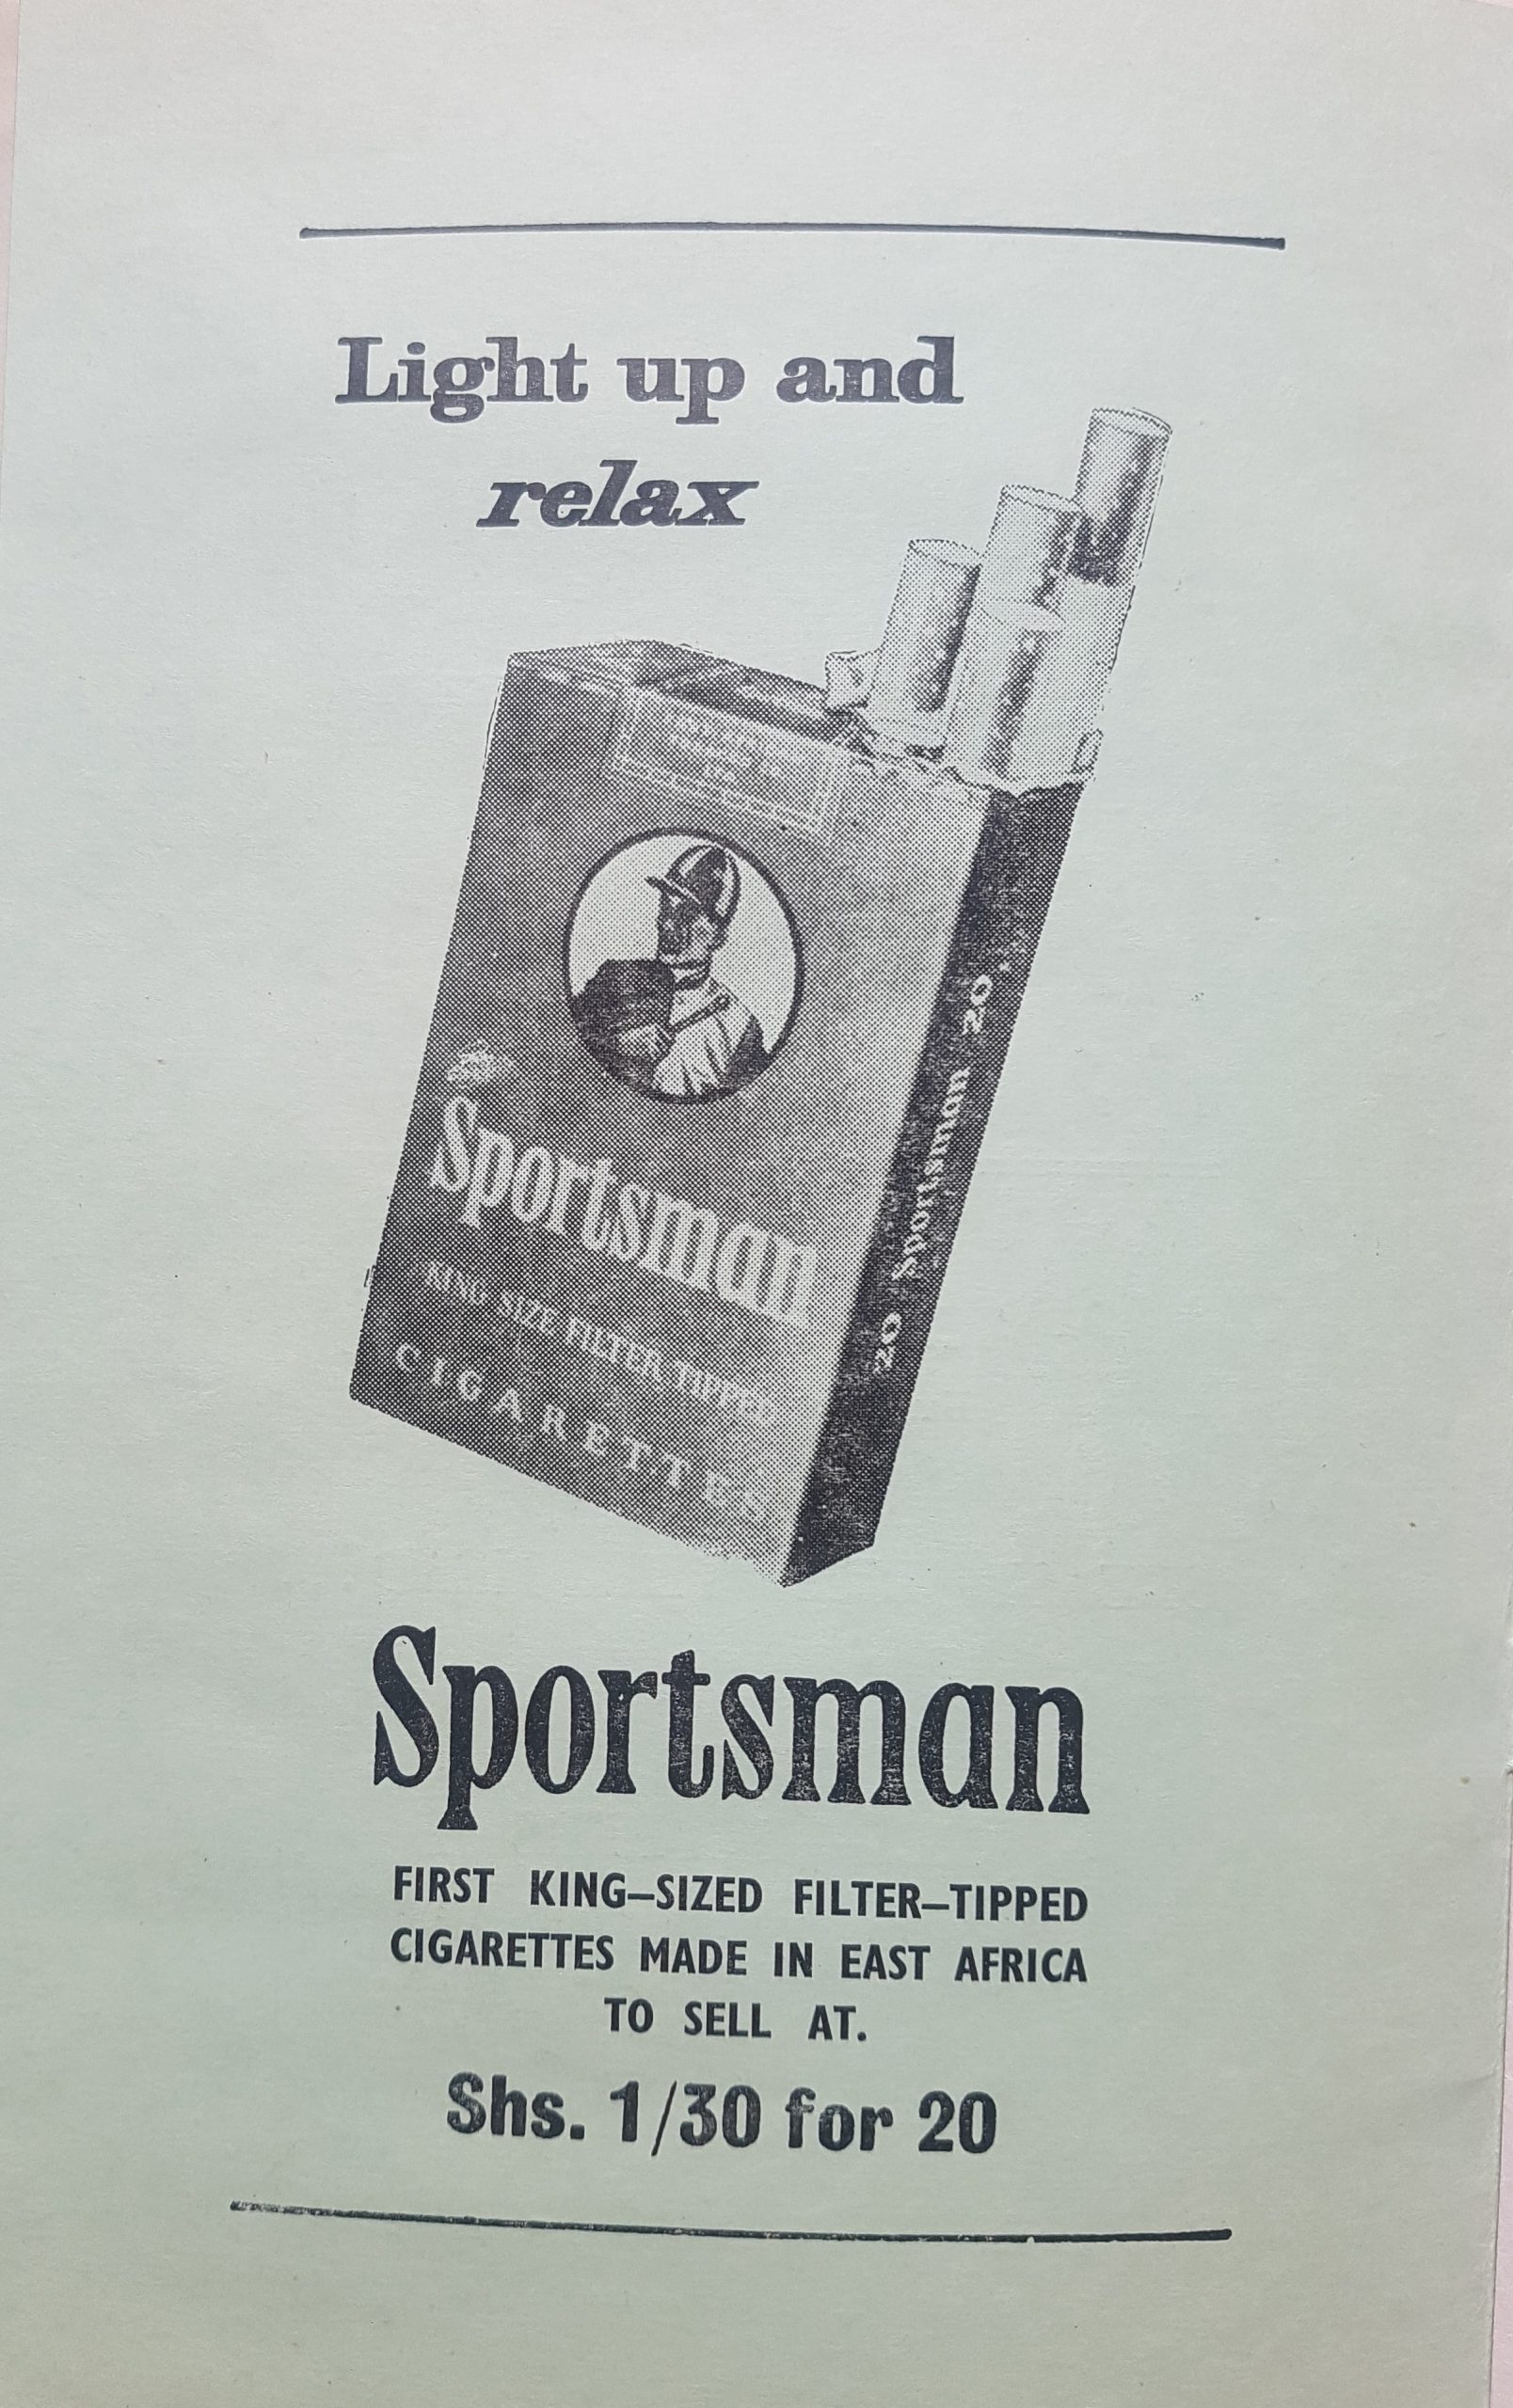 Light up and
relax
Sportsman
KING SIZE FILTER TIPPED
CIGARETTES
20 Sportsman 20
Sportsman
FIRST KING–SIZED FILTER–TIPPED
CIGARETTES MADE IN EAST AFRICA
TO SELL AT.
Shs. 1/30 for 20